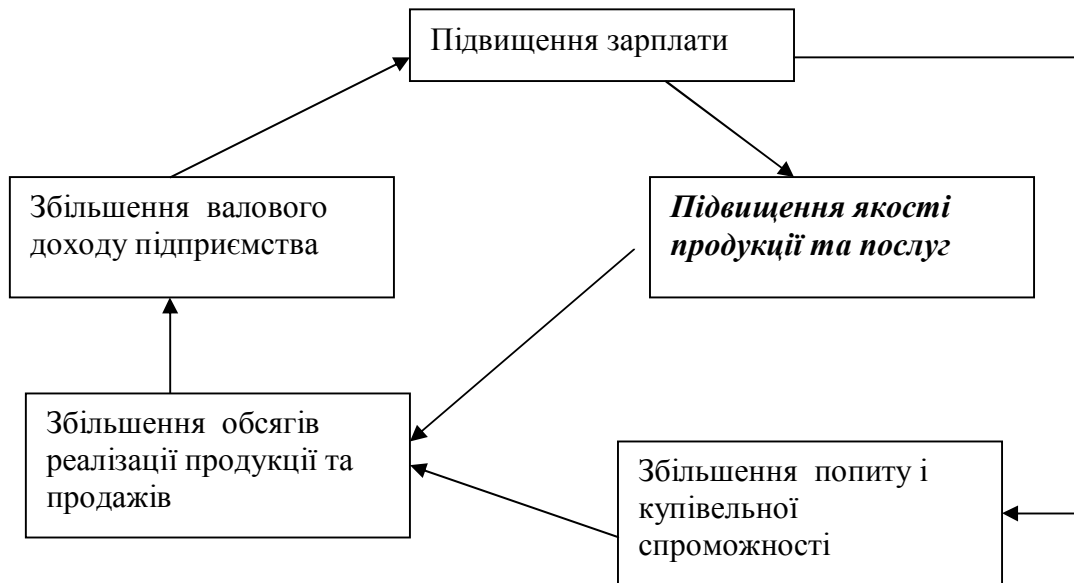 Підвищення зарплати
Збільшення валового
доходу підприємства
Підвищення якості
продукції та послуг
Збільшення обсягів
реалізації продукції та
продажів
Збільшення попиту і
купівельної
спроможності